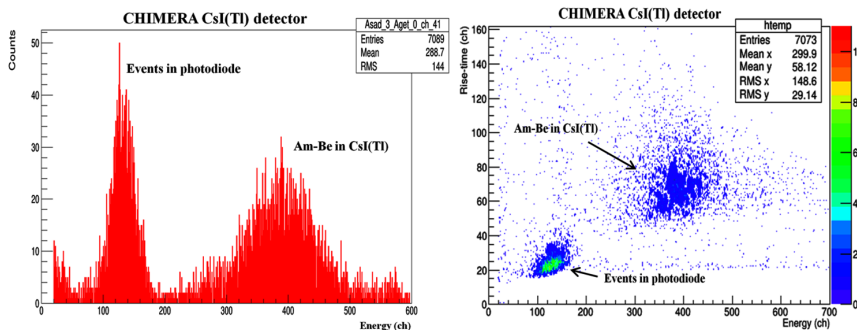 CHIMERA CsI(Tl) detector
Asad_3_Aget_0_ch_41
Entries 7089
Mean 288.7
RMS 144
Counts
50
40
30
20
10
0
Events in photodiode
Am-Be in CsI(Tl)
0 100 200 300 400 500 600
Energy (ch)
CHIMERA CsI(Tl) detector
htemp
Entries 7073
Mean x 299.9
Mean y 58.12
RMS x 148.6
RMS y 29.14
Rise-time (ch)
160
140
120
100
80
60
40
20
0
Am-Be in CsI(Tl)
Events in photodiode
0 100 200 300 400 500 600 700
Energy (ch)